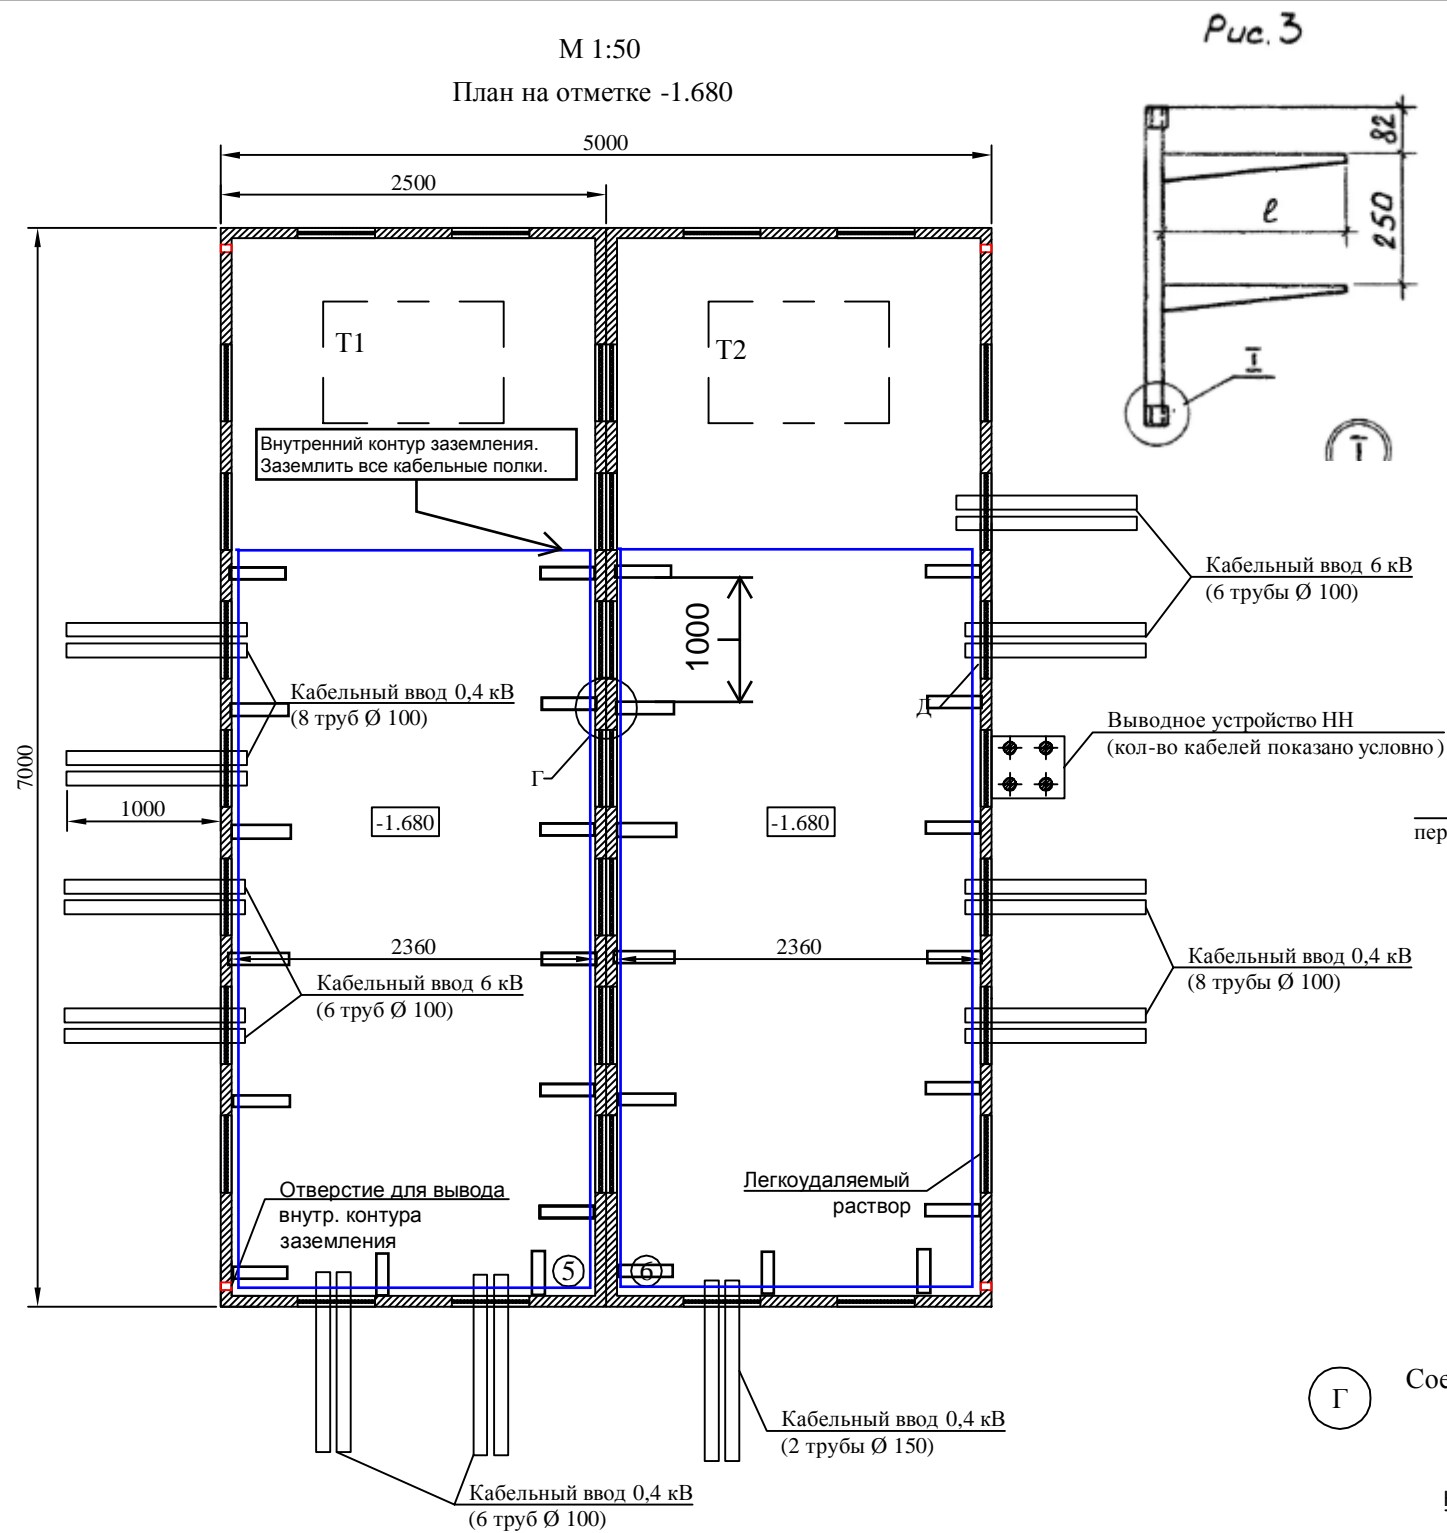 Рис. 3
М 1:50
План на отметке -1.680
5000
2500
82
250
ℓ
I
I
Т1
Т2
Внутренний контур заземления.
Заземлить все кабельные полки.
Кабельный ввод 6 кВ
(6 трубы Ø 100)
1000
Кабельный ввод 0,4 кВ
(8 труб Ø 100)
Д
Выводное устройство НН
(кол-во кабелей показано условно)
7000
Г
1000
-1.680
-1.680
пер
2360
2360
Кабельный ввод 6 кВ
(6 труб Ø 100)
Кабельный ввод 0,4 кВ
(8 трубы Ø 100)
Отверстие для вывода
внутр. контура
заземления
Легкоудаляемый
раствор
5
6
Г
Сое
Кабельный ввод 0,4 кВ
(2 трубы Ø 150)
Кабельный ввод 0,4 кВ
(6 труб Ø 100)